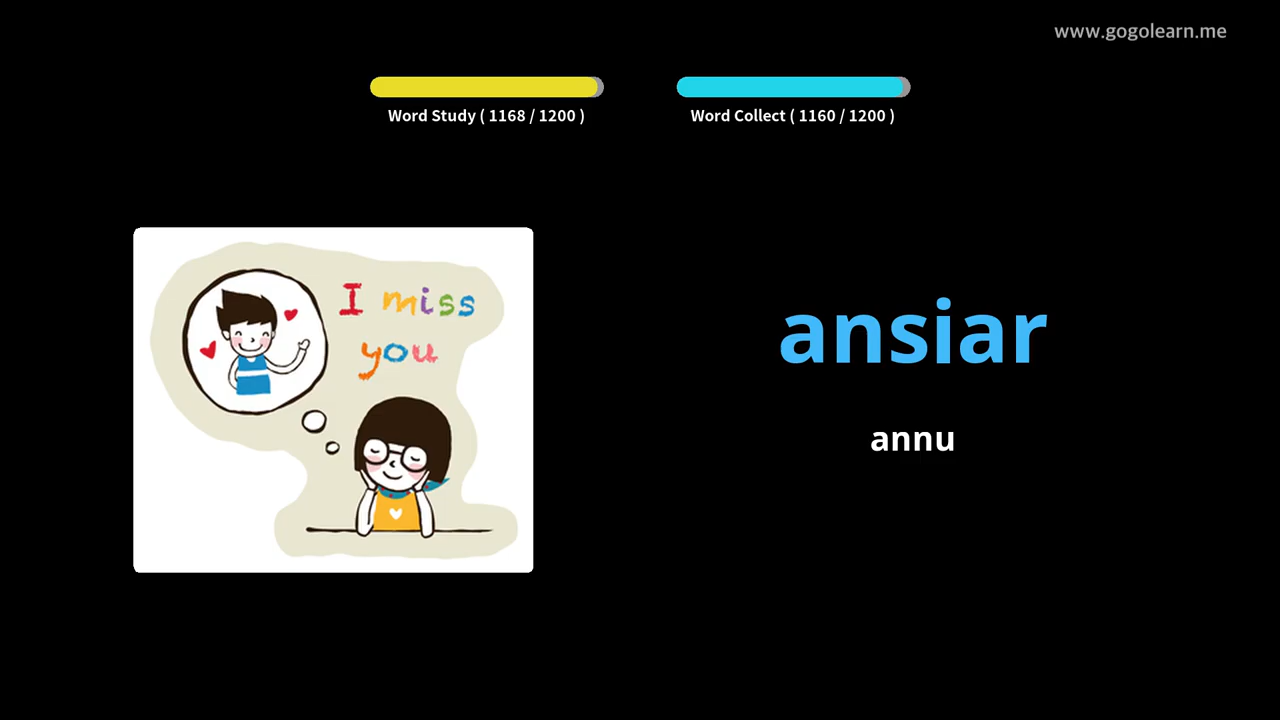 www.gogolearn.me
Word Study ( 1168 / 1200 )
Word Collect ( 1160 / 1200 )
I miss
you
ansiar
annu